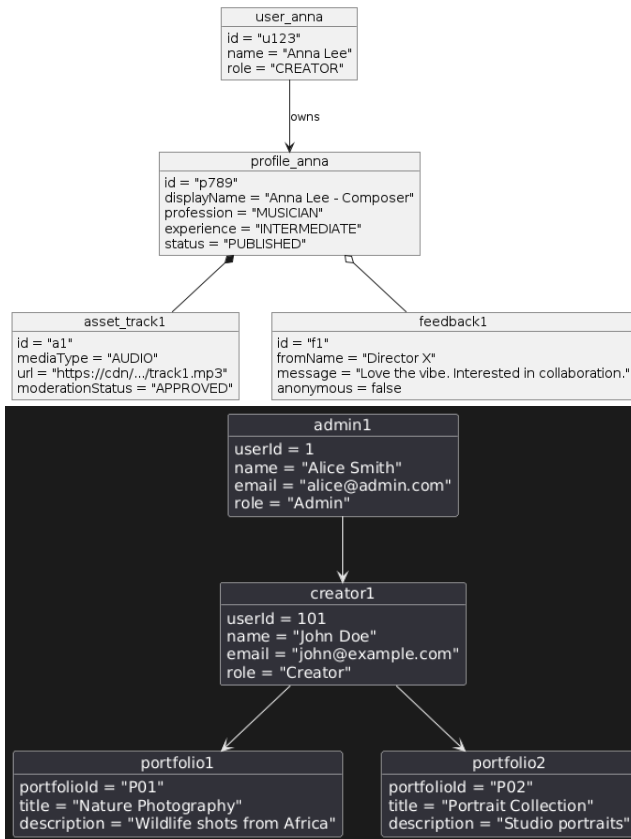 user_anna
id = "u123"
name = "Anna Lee"
role = "CREATOR"
owns
profile_anna
id = "p789"
displayName = "Anna Lee - Composer"
profession = "MUSICIAN"
experience = "INTERMEDIATE"
status = "PUBLISHED"
asset_track1
id = "a1"
mediaType = "AUDIO"
url = "https://cdn/.../track1.mp3"
moderationStatus = "APPROVED"
feedback1
id = "f1"
fromName = "Director X"
message = "Love the vibe. Interested in collaboration."
anonymous = false
admin1
userId = 1
name = "Alice Smith"
email = "alice@admin.com"
role = "Admin"
creator1
userId = 101
name = "John Doe"
email = "john@example.com"
role = "Creator"
portfolio1
portfolioId = "P01"
title = "Nature Photography"
description = "Wildlife shots from Africa"
portfolio2
portfolioId = "P02"
title = "Portrait Collection"
description = "Studio portraits"